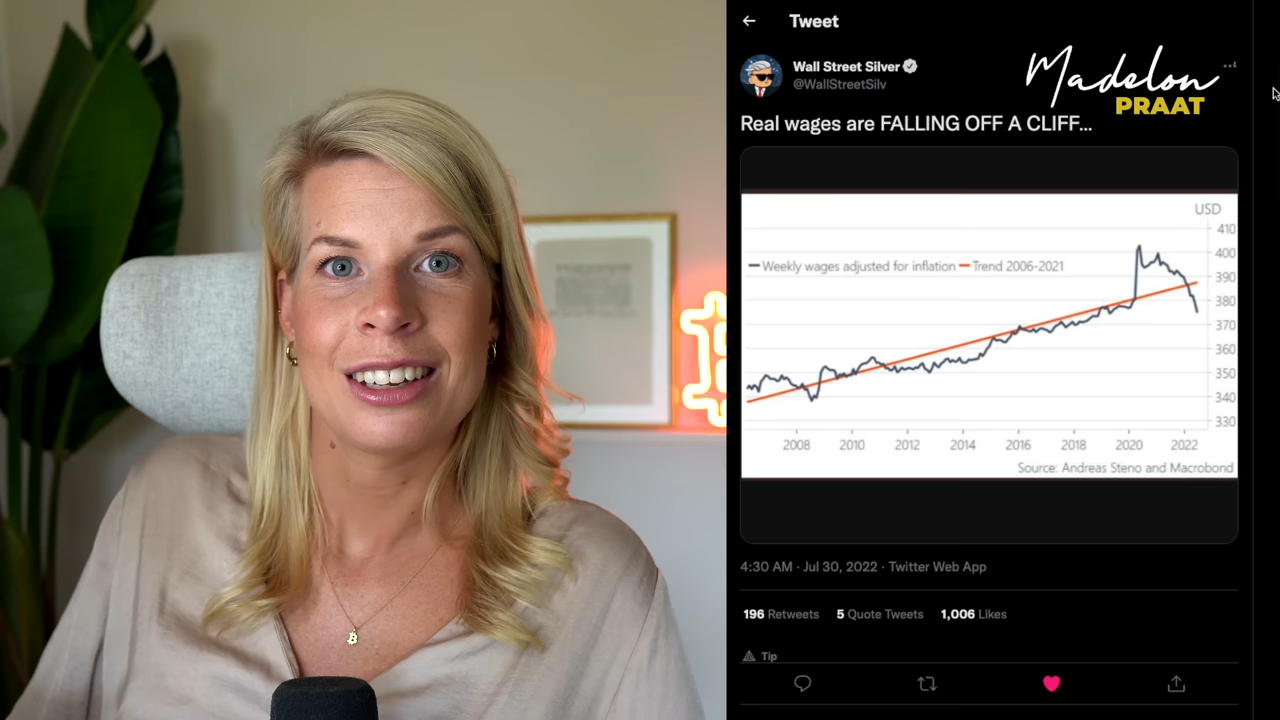 Tweet
Wall Street Silver
@WallStreetSilv
Madelon
PRAAT
Real wages are FALLING OFF A CLIFF...
USD
Weekly wages adjusted for inflation
Trend 2006-2021
410
400
390
380
370
360
350
340
330
2008 2010 2012 2014 2016 2018 2020 2022
Source: Andreas Steno and Macrobond
4:30 AM · Jul 30, 2022 · Twitter Web App
196 Retweets 5 Quote Tweets 1,006 Likes
Tip